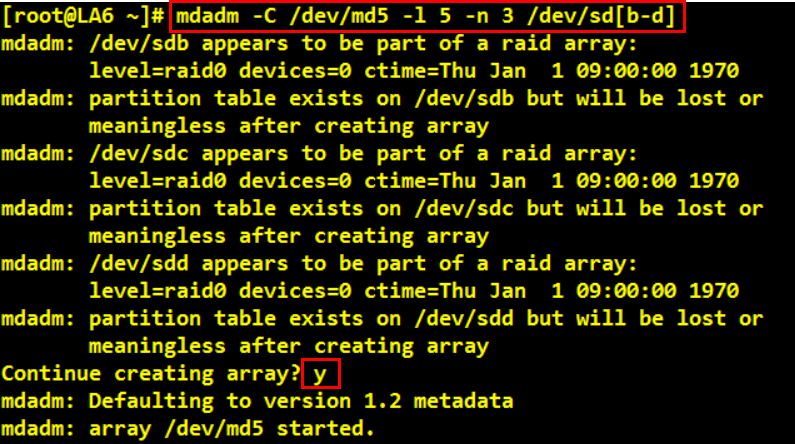 [root@LA6 ~]# mdadm -C /dev/md5 -l 5 -n 3 /dev/sd[b-d]
mdadm: /dev/sdb appears to be part of a raid array:
       level=raid0 devices=0 ctime=Thu Jan  1 09:00:00 1970
mdadm: partition table exists on /dev/sdb but will be lost or
       meaningless after creating array
mdadm: /dev/sdc appears to be part of a raid array:
       level=raid0 devices=0 ctime=Thu Jan  1 09:00:00 1970
mdadm: partition table exists on /dev/sdc but will be lost or
       meaningless after creating array
mdadm: /dev/sdd appears to be part of a raid array:
       level=raid0 devices=0 ctime=Thu Jan  1 09:00:00 1970
mdadm: partition table exists on /dev/sdd but will be lost or
       meaningless after creating array
Continue creating array? y
mdadm: Defaulting to version 1.2 metadata
mdadm: array /dev/md5 started.